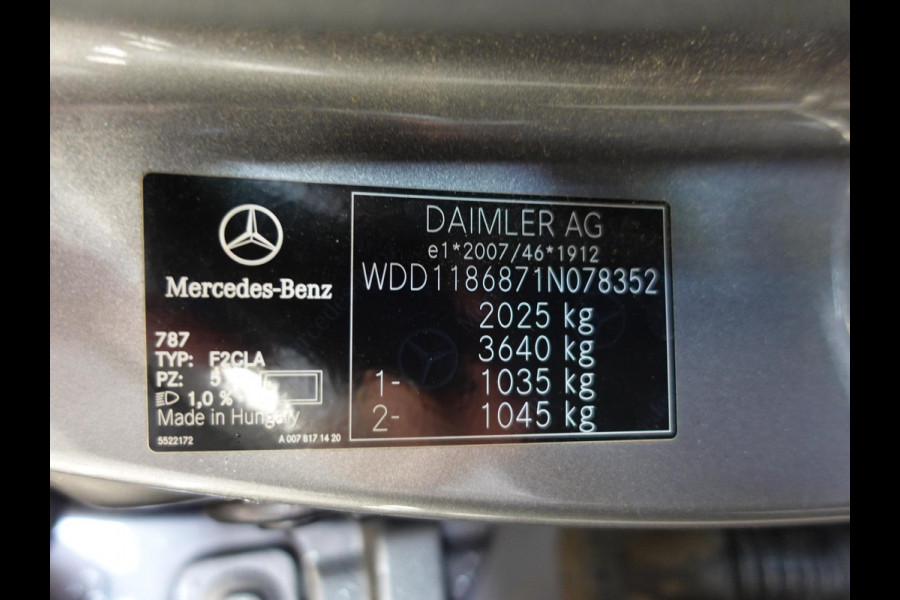 Mercedes-Benz
787
TYP: F2CLA
PZ: 5
1,0 %
Made in Hungary
5522172
A 007 817 14 20
DAIMLER AG
e1*2007/46*1912
WDD1186871N078352
2025 kg
3640 kg
1- 1035 kg
2- 1045 kg